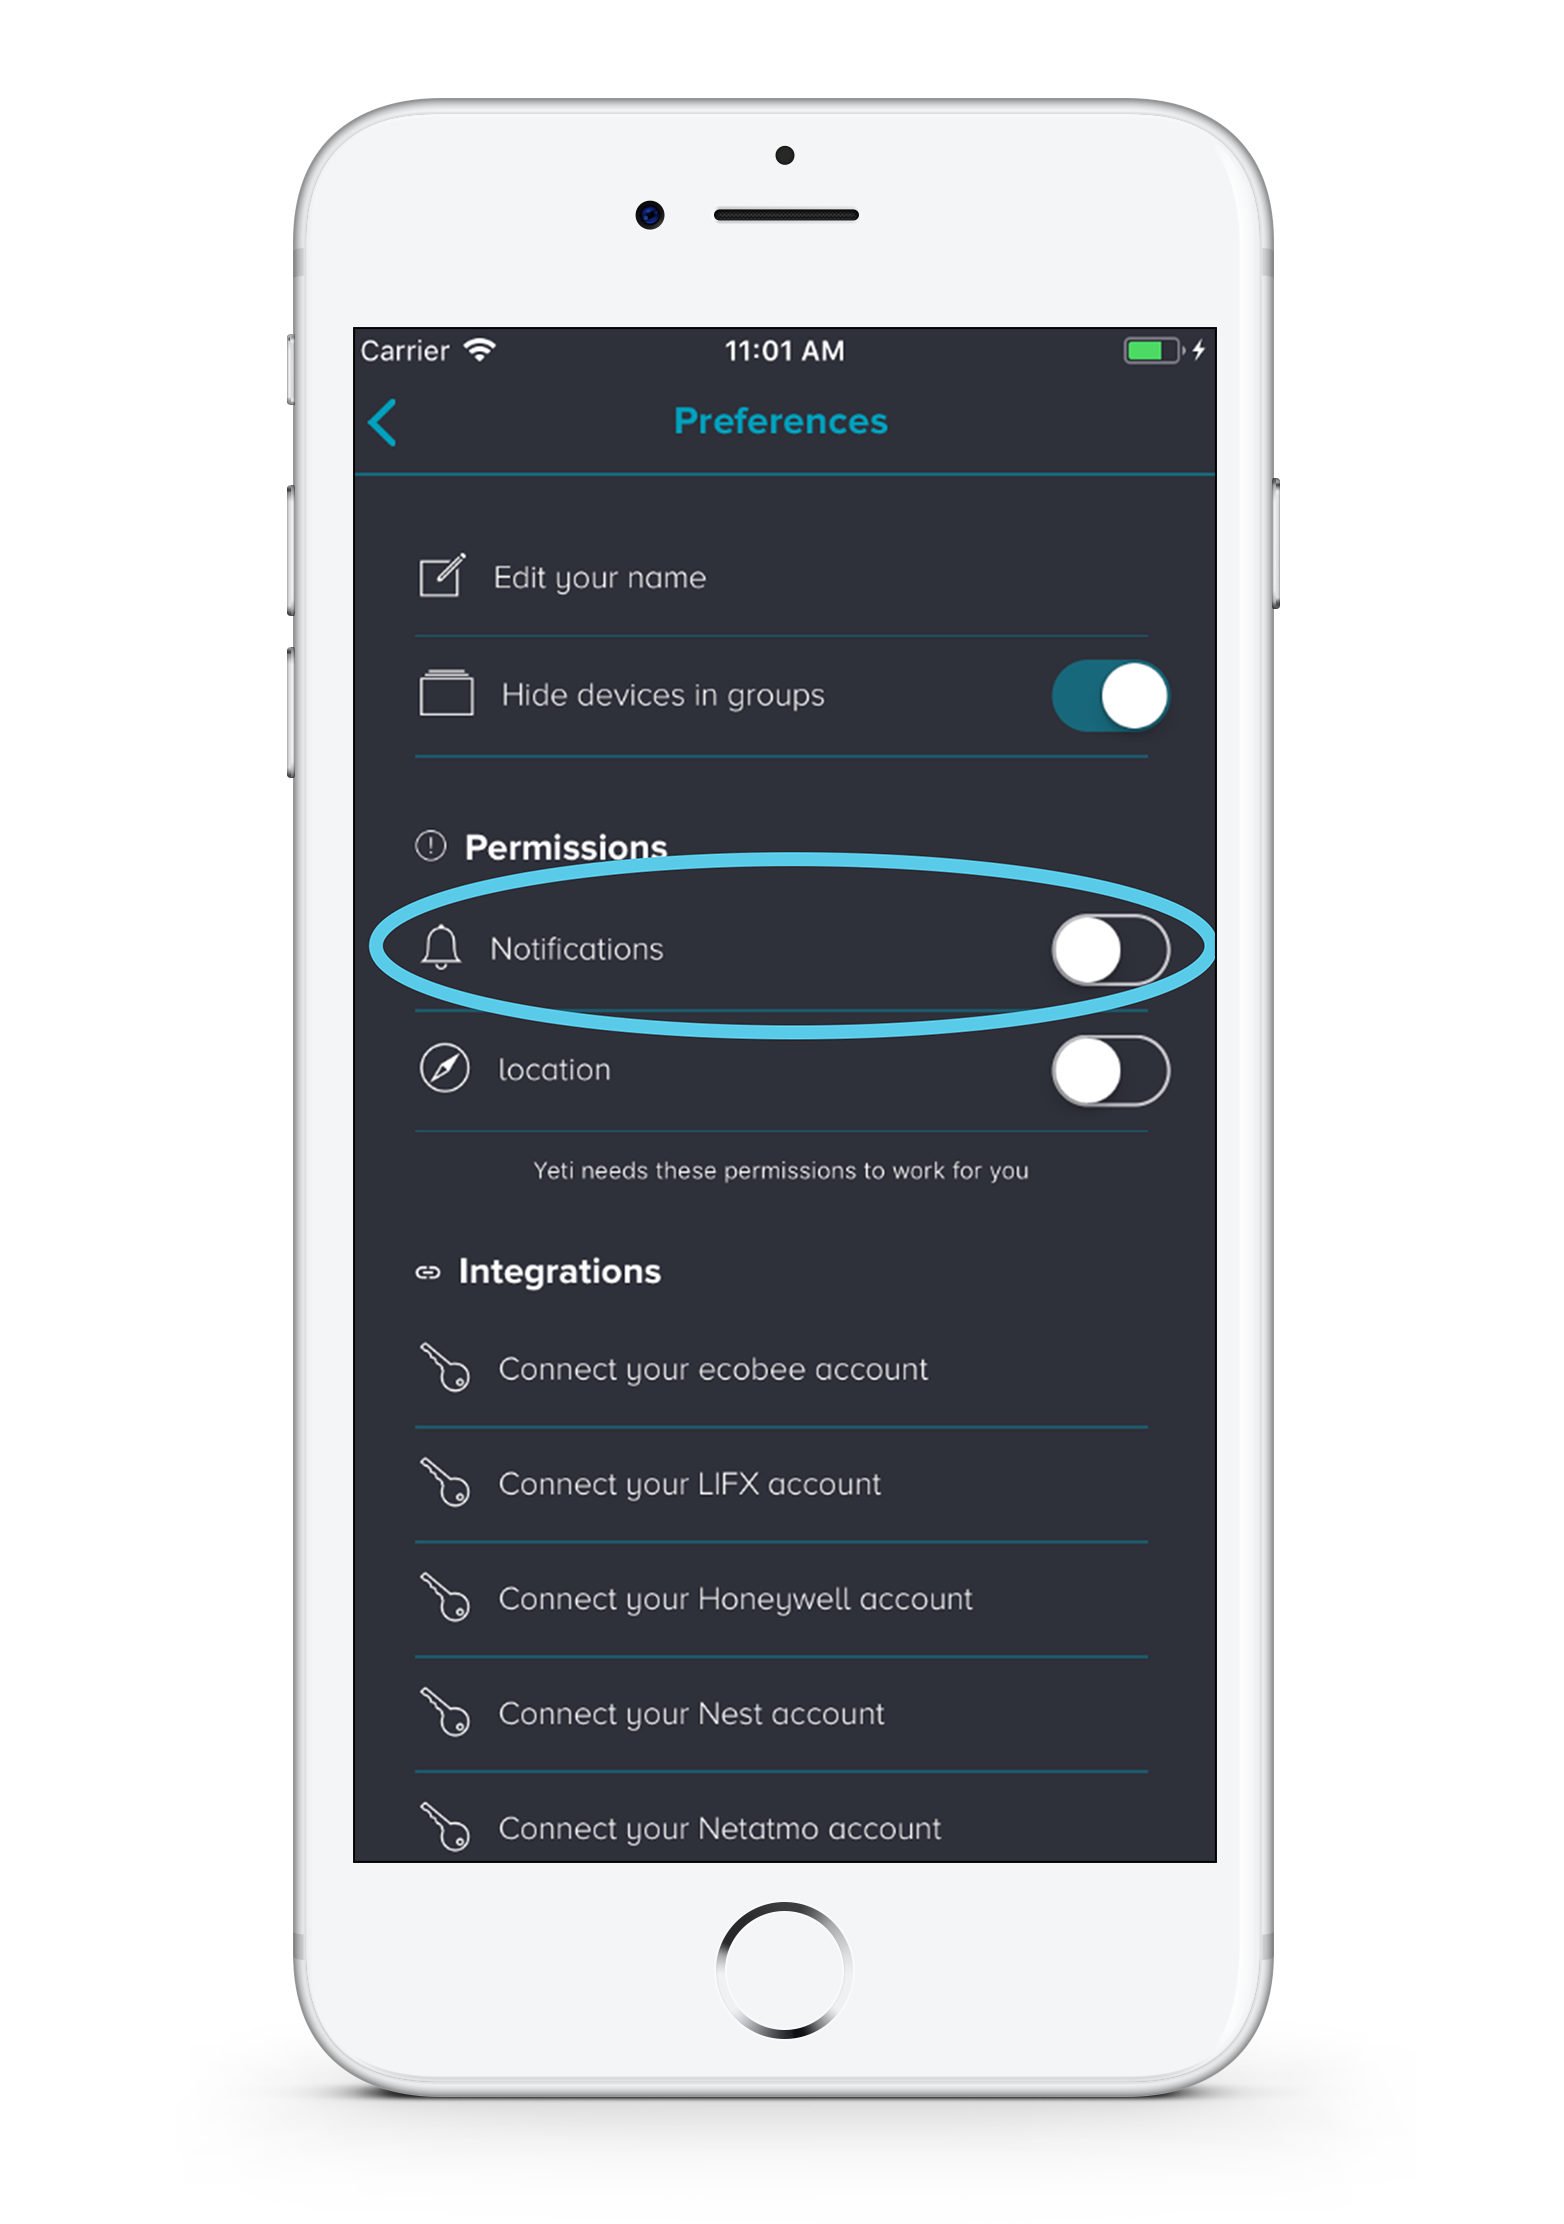 Carrier 11:01 AM
Preferences
Edit your name
Hide devices in groups
Permissions
Notifications
location
Yeti needs these permissions to work for you
Integrations
Connect your ecobee account
Connect your LIFX account
Connect your Honeywell account
Connect your Nest account
Connect your Netatmo account